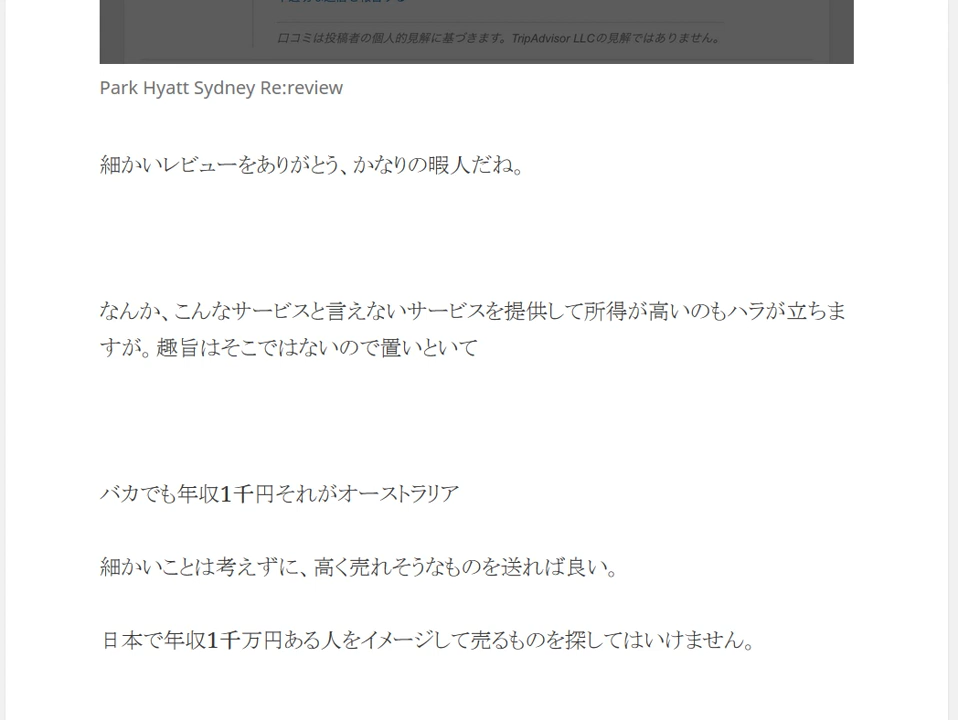 口コミは投稿者の個人的見解に基づきます。TripAdvisor LLCの見解ではありません。
Park Hyatt Sydney Re:review
細かいレビューをありがとう、かなりの暇人だね。
なんか、こんなサービスと言えないサービスを提供して所得が高いのもハラが立ちま
すが。趣旨はそこではないので置いといて
バカでも年収1千円それがオーストラリア
細かいことは考えずに、高く売れそうなものを送れば良い。
日本で年収1千万円ある人をイメージして売るものを探してはいけません。